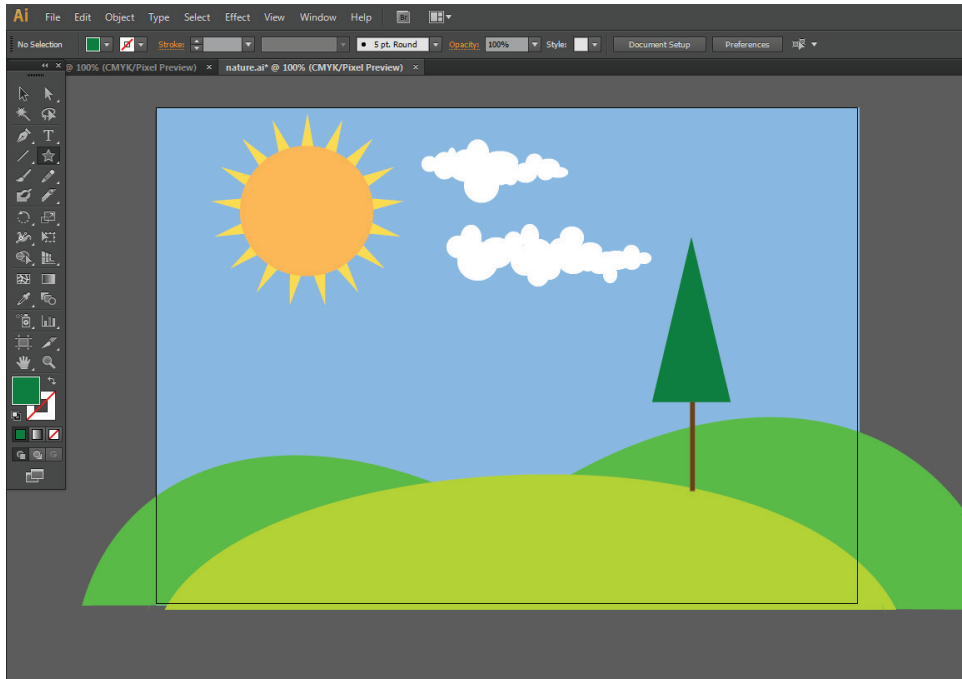 Ai File Edit Object Type Select Effect View Window Help Br
No Selection Stroke: 5 pt. Round Opacity: 100% Style: Document Setup Preferences
@ 100% (CMYK/Pixel Preview) × nature.ai* @ 100% (CMYK/Pixel Preview) ×
T